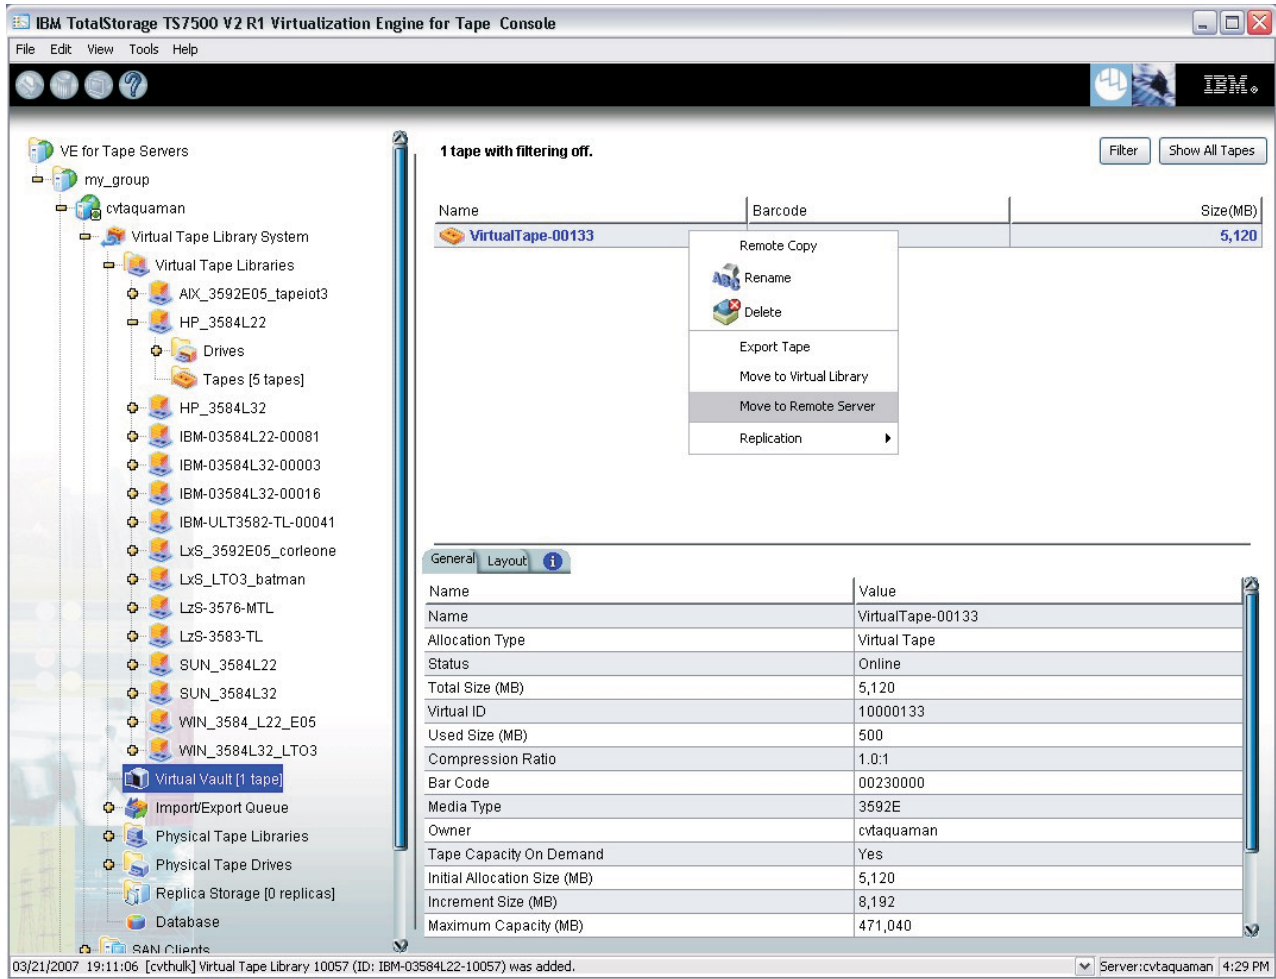 IBM TotalStorage TS7500 V2 R1 Virtualization Engine for Tape Console
File Edit View Tools Help
IBM
VE for Tape Servers
my_group
cvtaquaman
Virtual Tape Library System
Virtual Tape Libraries
AIX_3592E05_tapeiot3
HP_3584L22
Drives
Tapes [5 tapes]
HP_3584L32
IBM-03584L22-00081
IBM-03584L32-00003
IBM-03584L32-00016
IBM-ULT3582-TL-00041
LxS_3592E05_corleone
LxS_LTO3_batman
LzS-3576-MTL
LzS-3583-TL
SUN_3584L22
SUN_3584L32
WIN_3584_L22_E05
WIN_3584L32_LTO3
Virtual Vault [1 tape]
Import/Export Queue
Physical Tape Libraries
Physical Tape Drives
Replica Storage [0 replicas]
Database
SAN Clients
1 tape with filtering off.
Filter
Show All Tapes
Name Barcode Size(MB)
VirtualTape-00133 5,120
Remote Copy
ABC Rename
Delete
Export Tape
Move to Virtual Library
Move to Remote Server
Replication
General Layout i
Name Value
Name VirtualTape-00133
Allocation Type Virtual Tape
Status Online
Total Size (MB) 5,120
Virtual ID 10000133
Used Size (MB) 500
Compression Ratio 1.0:1
Bar Code 00230000
Media Type 3592E
Owner cvtaquaman
Tape Capacity On Demand Yes
Initial Allocation Size (MB) 5,120
Increment Size (MB) 8,192
Maximum Capacity (MB) 471,040
03/21/2007 19:11:06 [cvthulk] Virtual Tape Library 10057 (ID: IBM-03584L22-10057) was added.
Server:cvtaquaman 4:29 PM